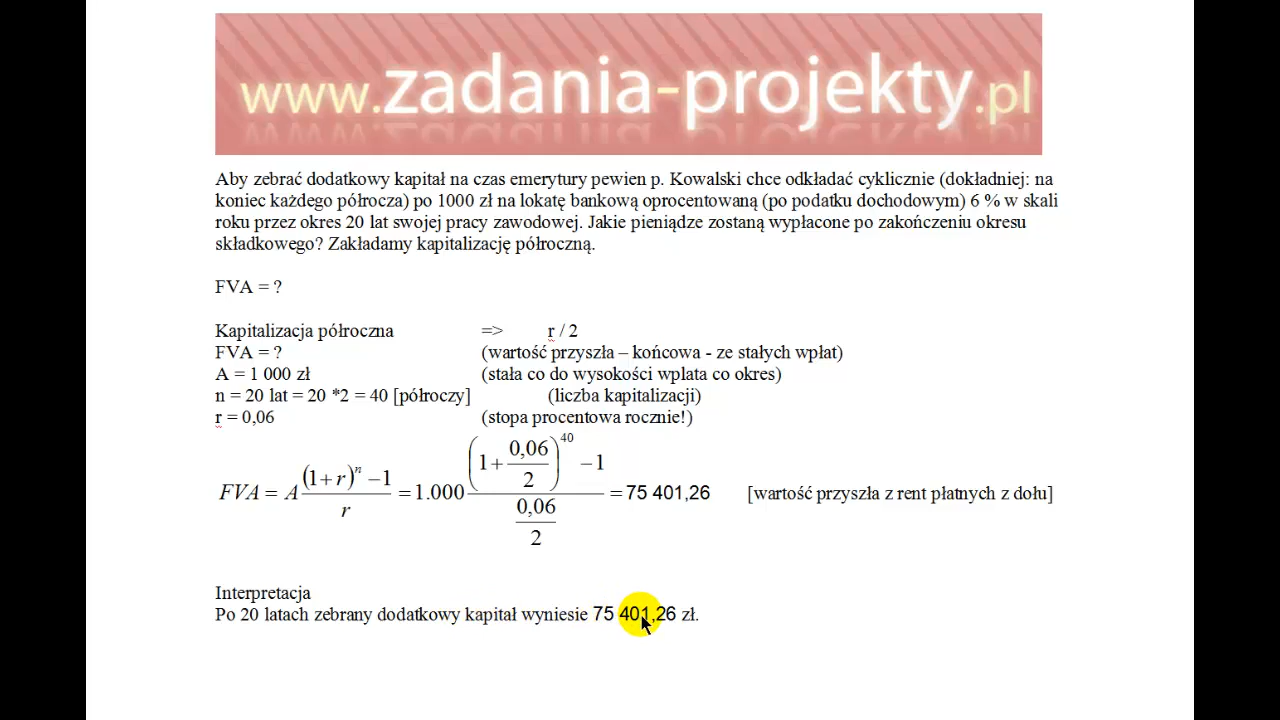 www.zadania-projekty.pl
Aby zebrać dodatkowy kapitał na czas emerytury pewien p. Kowalski chce odkładać cyklicznie (dokładniej: na
koniec każdego półrocza) po 1000 zł na lokatę bankową oprocentowaną (po podatku dochodowym) 6 % w skali
roku przez okres 20 lat swojej pracy zawodowej. Jakie pieniądze zostaną wypłacone po zakończeniu okresu
składkowego? Zakładamy kapitalizację półroczną.
FVA = ?
Kapitalizacja półroczna => r / 2
FVA = ? (wartość przyszła – końcowa - ze stałych wpłat)
A = 1 000 zł (stała co do wysokości wplata co okres)
n = 20 lat = 20 *2 = 40 [półroczy] (liczba kapitalizacji)
r = 0,06 (stopa procentowa rocznie!)
FVA = A ((1 + r)^n − 1) / r = 1.000 ((1 + 0,06 / 2)^40 − 1) / (0,06 / 2) = 75 401,26 [wartość przyszła z rent płatnych z dołu]
Interpretacja
Po 20 latach zebrany dodatkowy kapitał wyniesie 75 401,26 zł.